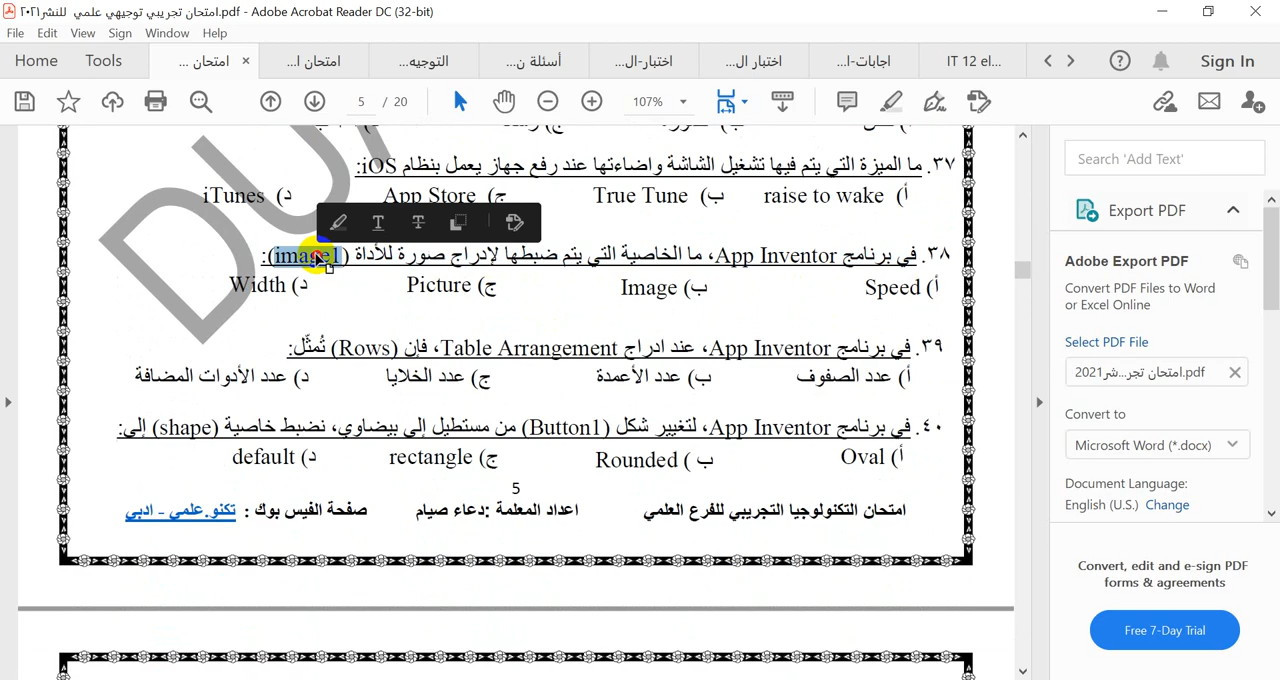 امتحان تجريبي توجيهي علمي للنشر٢٠٢١.pdf - Adobe Acrobat Reader DC (32-bit)
File Edit View Sign Window Help
Home Tools امتحان ... × امتحان ا... التوجيه... أسئلة ن... اختبار-ال... اختبار ال... اجابات-ا... IT 12 el... Sign In
5 / 20 107%
٣٧. ما الميزة التي يتم فيها تشغيل الشاشة واضاءتها عند رفع جهاز يعمل بنظام iOS:
أ) raise to wake ب) True Tune ج) App Store د) iTunes
٣٨. في برنامج App Inventor، ما الخاصية التي يتم ضبطها لإدراج صورة للأداة (image1):
أ) Speed ب) Image ج) Picture د) Width
٣٩. في برنامج App Inventor، عند ادراج Table Arrangement، فإن (Rows) تُمثّل:
أ) عدد الصفوف ب) عدد الأعمدة ج) عدد الخلايا د) عدد الأدوات المضافة
٤٠. في برنامج App Inventor، لتغيير شكل (Button1) من مستطيل إلى بيضاوي، نضبط خاصية (shape) إلى:
أ) Oval ب) Rounded ج) rectangle د) default
5
امتحان التكنولوجيا التجريبي للفرع العلمي اعداد المعلمة :دعاء صيام صفحة الفيس بوك : تكنو.علمي - ادبي
Search 'Add Text'
Export PDF
Adobe Export PDF
Convert PDF Files to Word
or Excel Online
Select PDF File
امتحان تجر...شر2021.pdf
Convert to
Microsoft Word (*.docx)
Document Language:
English (U.S.) Change
Convert, edit and e-sign PDF
forms & agreements
Free 7-Day Trial